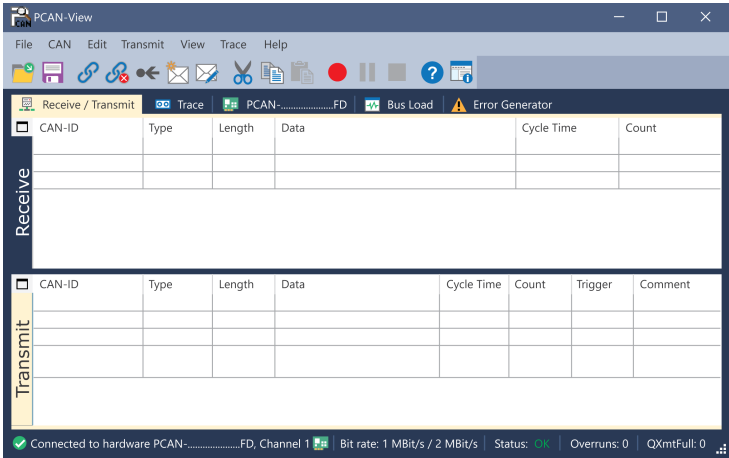 CAN PCAN-View
File CAN Edit Transmit View Trace Help
Receive / Transmit Trace PCAN-.....................FD Bus Load Error Generator
CAN-ID Type Length Data Cycle Time Count
Receive
CAN-ID Type Length Data Cycle Time Count Trigger Comment
Transmit
Connected to hardware PCAN-.....................FD, Channel 1 Bit rate: 1 MBit/s / 2 MBit/s Status: OK Overruns: 0 QXmtFull: 0